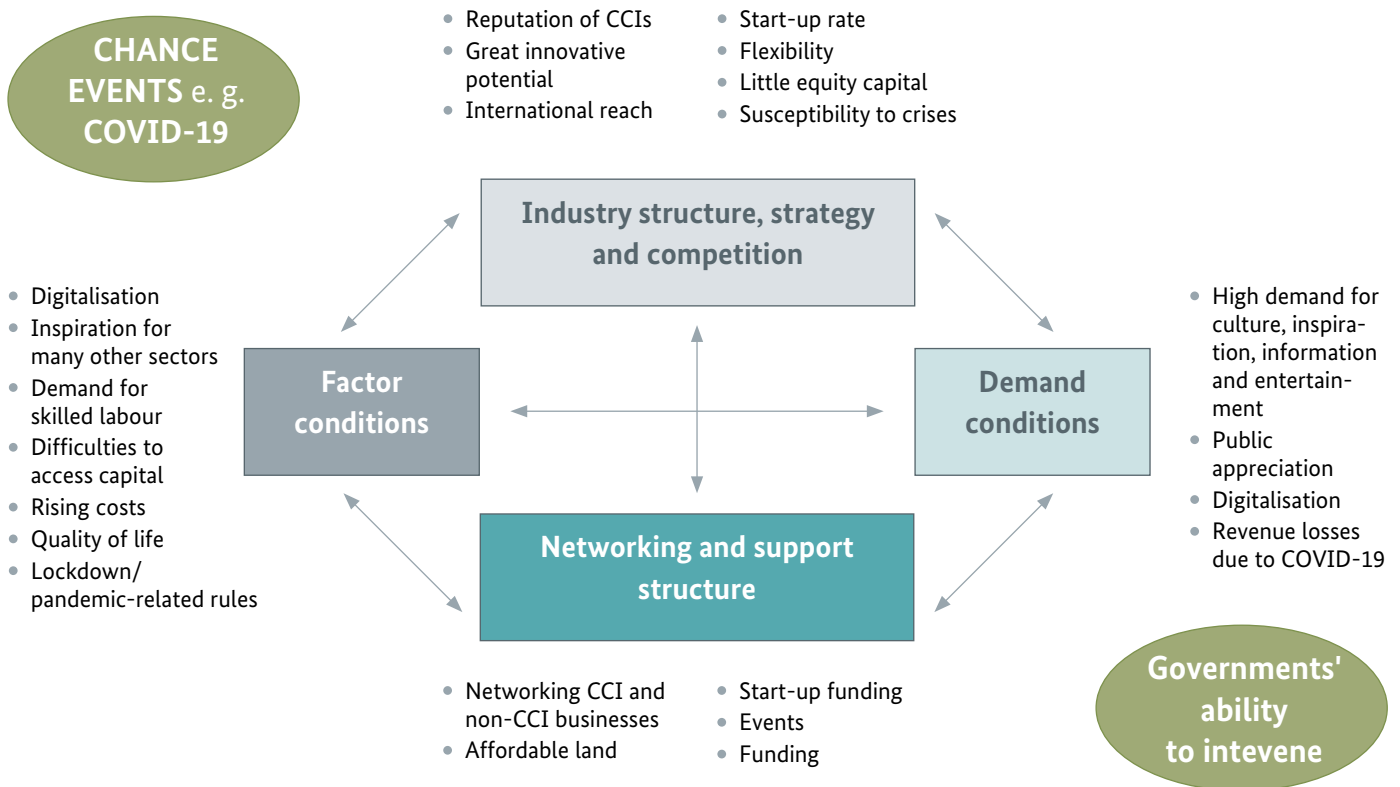 CHANCE
EVENTS e. g.
COVID-19
• Reputation of CCIs
• Great innovative
potential
• International reach
• Start-up rate
• Flexibility
• Little equity capital
• Susceptibility to crises
Industry structure, strategy
and competition
• Digitalisation
• Inspiration for
many other sectors
• Demand for
skilled labour
• Difficulties to
access capital
• Rising costs
• Quality of life
• Lockdown/
pandemic-related rules
Factor
conditions
Demand
conditions
• High demand for
culture, inspira-
tion, information
and entertain-
ment
• Public
appreciation
• Digitalisation
• Revenue losses
due to COVID-19
Networking and support
structure
• Networking CCI and
non-CCI businesses
• Affordable land
• Start-up funding
• Events
• Funding
Governments'
ability
to intevene